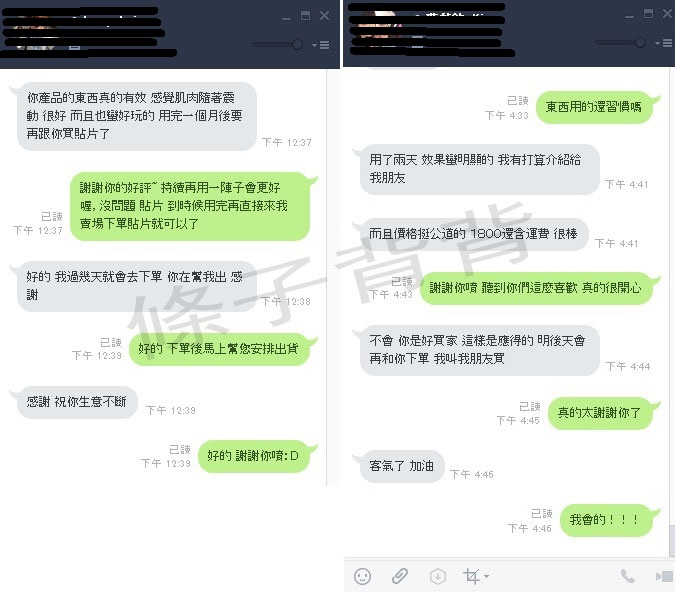 你產品的東西真的有效 感覺肌肉隨著震
動 很好 而且也蠻好玩的 用完一個月後要
再跟你買貼片了
下午 12:37
謝謝你的好評~ 持續再用一陣子會更好
喔, 沒問題 貼片 到時候用完再直接來我
賣場下單貼片就可以了
已讀
下午 12:37
好的 我過幾天就會去下單 你在幫我出 感
謝
下午 12:38
好的 下單後馬上幫您安排出貨
已讀
下午 12:39
感謝 祝你生意不斷
下午 12:39
好的 謝謝你唷:D
已讀
下午 12:39
東西用的還習慣嗎
已讀
下午 4:33
用了兩天 效果蠻明顯的 我有打算介紹給
我朋友
下午 4:41
而且價格挺公道的 1800還含運費 很棒
下午 4:41
謝謝你唷 聽到你們這麼喜歡 真的很開心
已讀
下午 4:43
不會 你是好買家 這樣是應得的 明後天會
再和你下單 我叫我朋友買
下午 4:44
真的太謝謝你了
已讀
下午 4:45
客氣了 加油
下午 4:46
我會的！！！
已讀
下午 4:46
條子背背